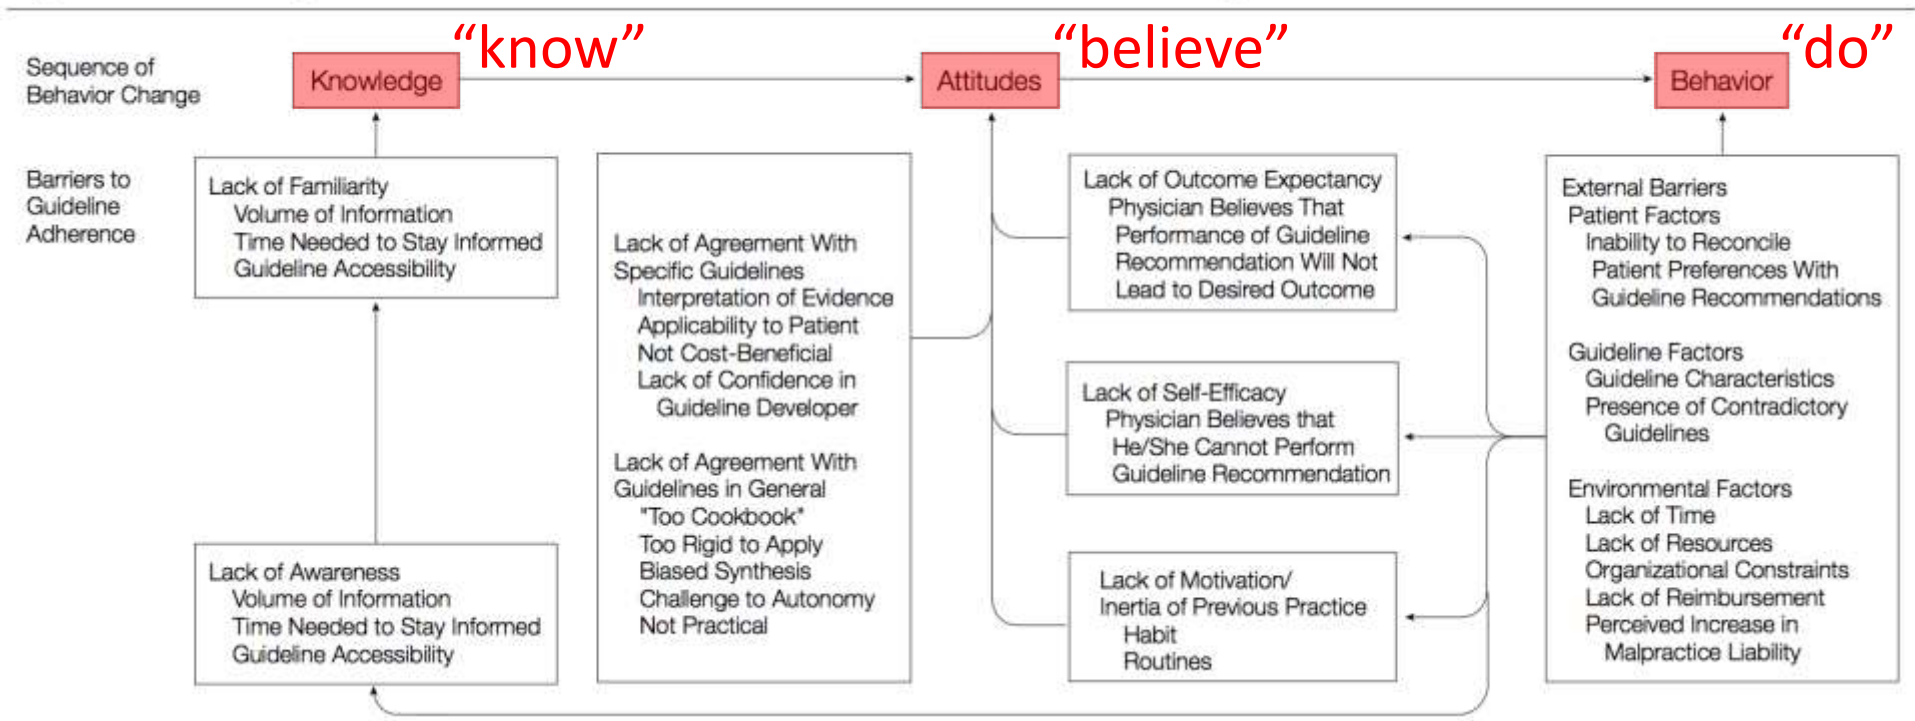 “know”
“believe”
“do”
Sequence of
Behavior Change
Knowledge
Attitudes
Behavior
Barriers to
Guideline
Adherence
Lack of Familiarity
Volume of Information
Time Needed to Stay Informed
Guideline Accessibility
Lack of Awareness
Volume of Information
Time Needed to Stay Informed
Guideline Accessibility
Lack of Agreement With
Specific Guidelines
Interpretation of Evidence
Applicability to Patient
Not Cost-Beneficial
Lack of Confidence in
Guideline Developer
Lack of Agreement With
Guidelines in General
"Too Cookbook"
Too Rigid to Apply
Biased Synthesis
Challenge to Autonomy
Not Practical
Lack of Outcome Expectancy
Physician Believes That
Performance of Guideline
Recommendation Will Not
Lead to Desired Outcome
Lack of Self-Efficacy
Physician Believes that
He/She Cannot Perform
Guideline Recommendation
Lack of Motivation/
Inertia of Previous Practice
Habit
Routines
External Barriers
Patient Factors
Inability to Reconcile
Patient Preferences With
Guideline Recommendations
Guideline Factors
Guideline Characteristics
Presence of Contradictory
Guidelines
Environmental Factors
Lack of Time
Lack of Resources
Organizational Constraints
Lack of Reimbursement
Perceived Increase in
Malpractice Liability